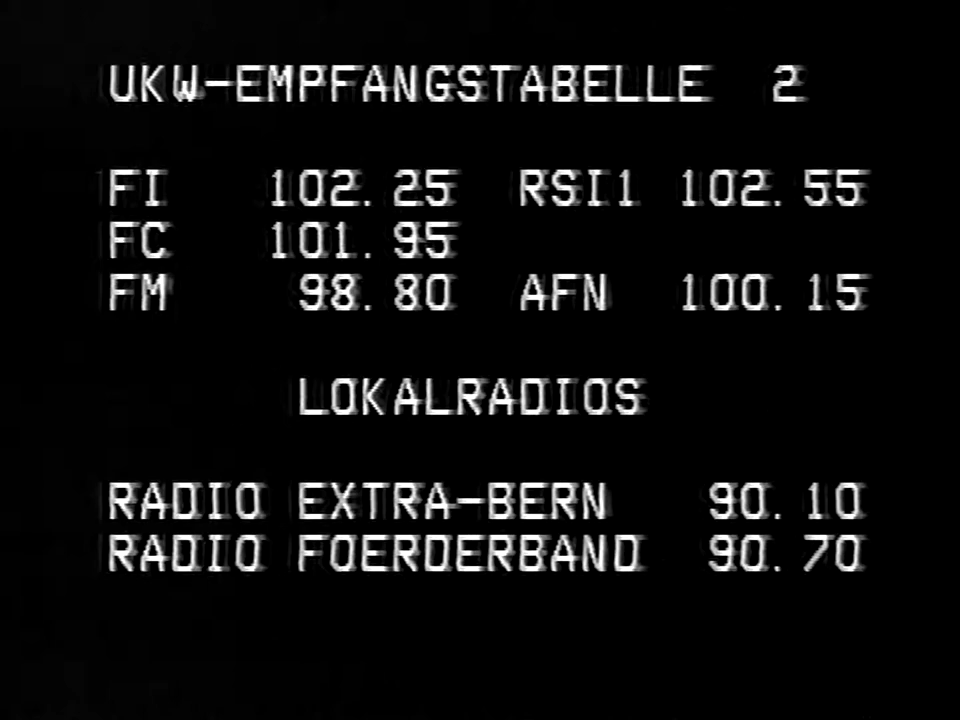 UKW-EMPFANGSTABELLE 2
FI 102.25 RSI1 102.55
FC 101.95
FM 98.80 AFN 100.15
LOKALRADIOS
RADIO EXTRA-BERN 90.10
RADIO FOERDERBAND 90.70